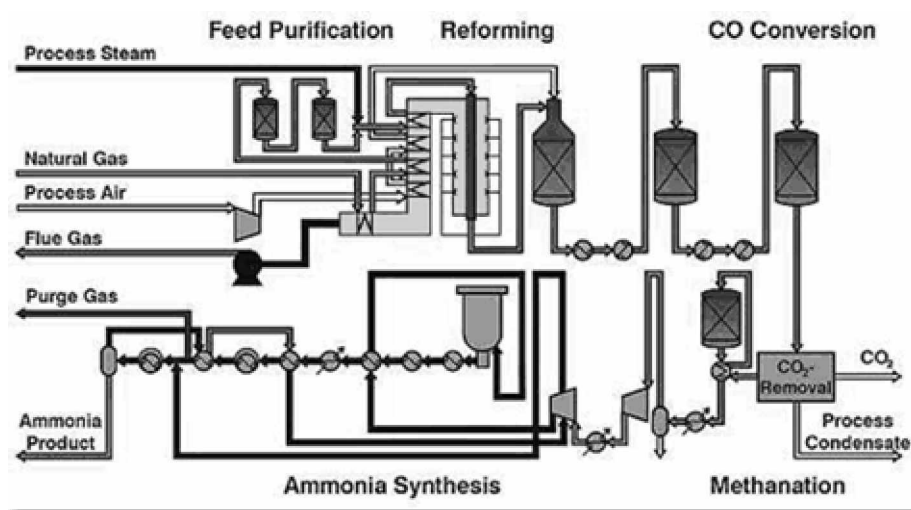 Feed Purification
Reforming
CO Conversion
Process Steam
Natural Gas
Process Air
Flue Gas
Purge Gas
CO₂-
Removal
CO₂
Ammonia
Product
Process
Condensate
Ammonia Synthesis
Methanation